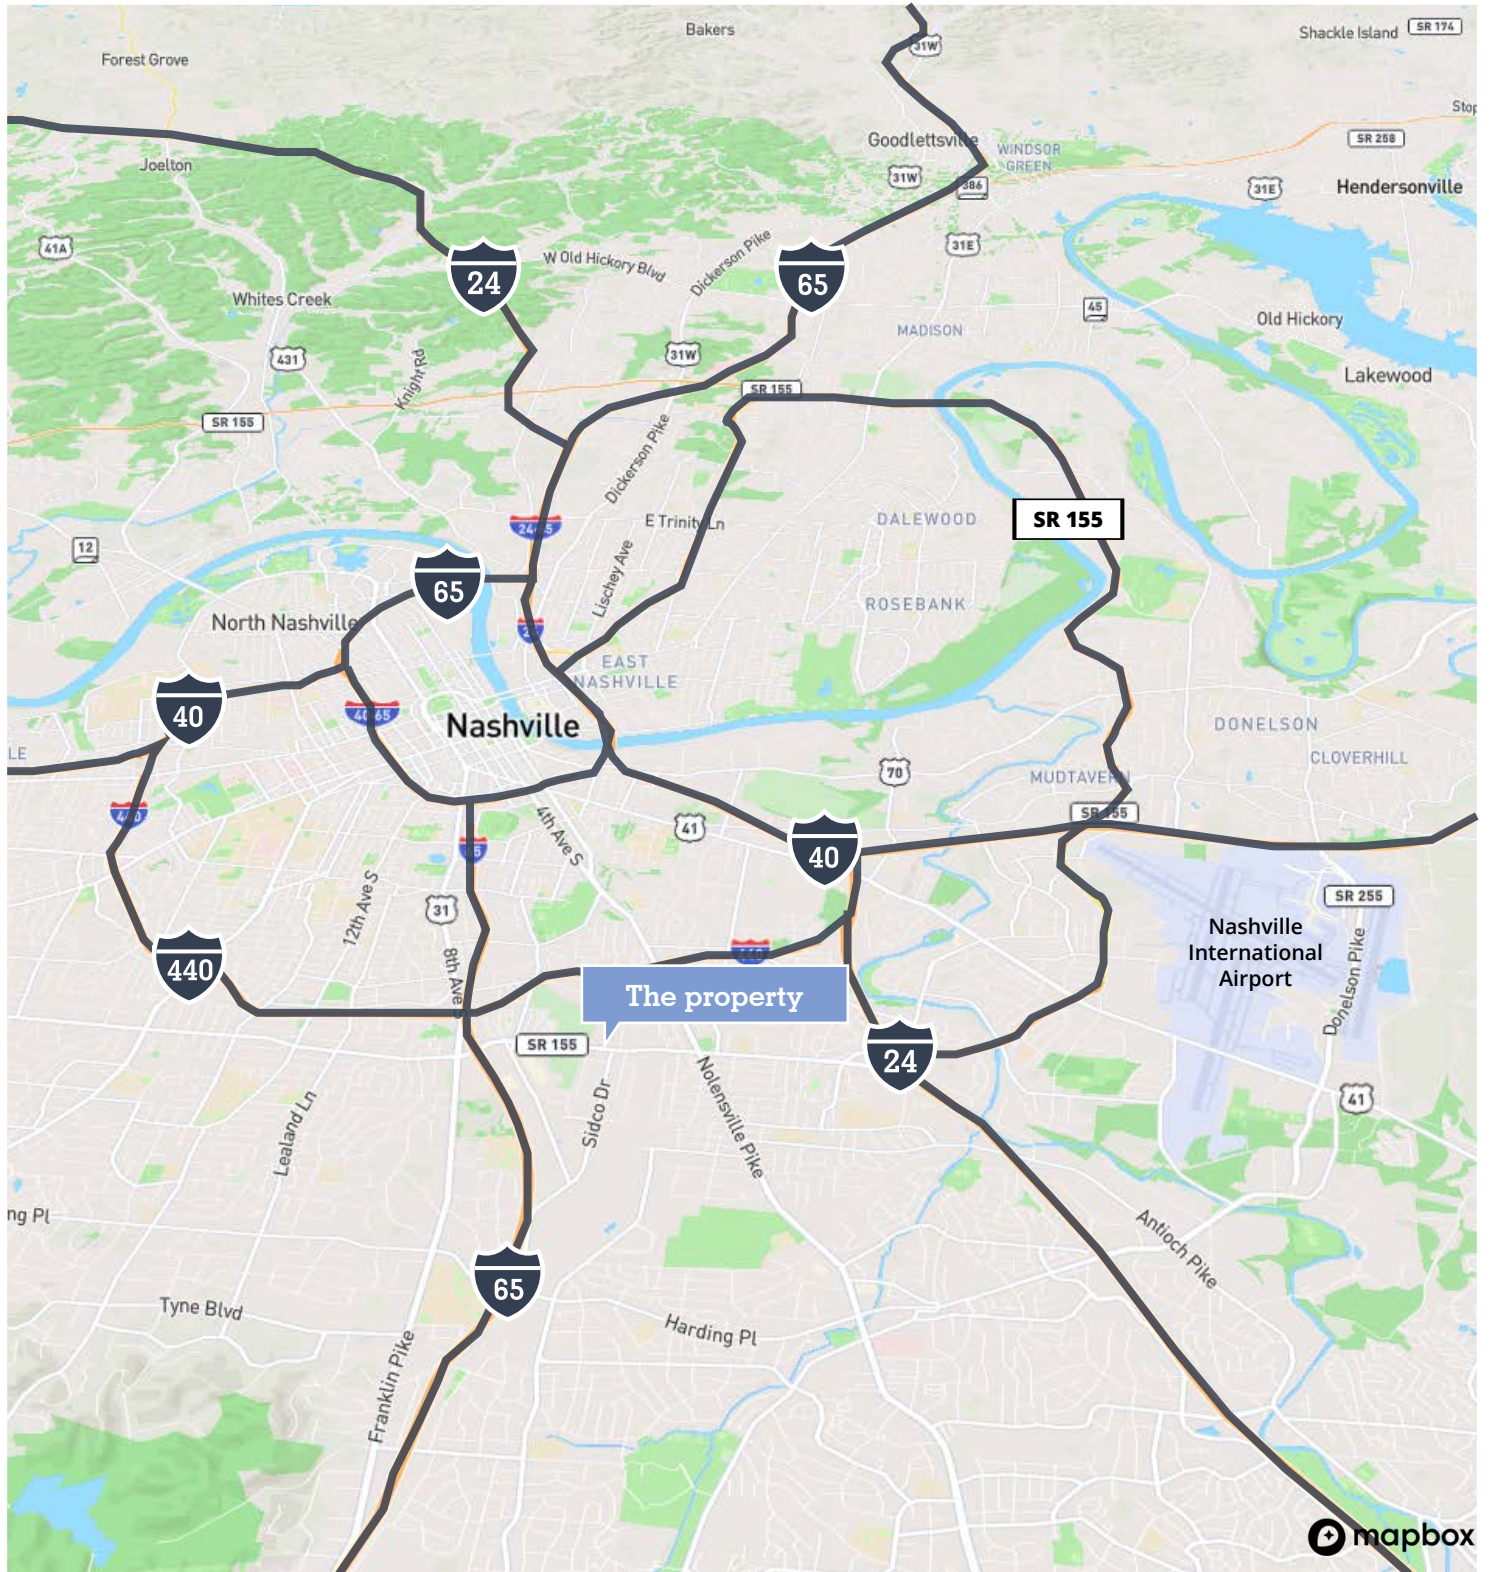 Bakers
31W
Shackle Island
SR 174
Forest Grove
Goodlettsville
WINDSOR
GREEN
SR 258
Joelton
31W
386
31E
Hendersonville
41A
31E
24
W Old Hickory Blvd
Dickerson Pike
65
Whites Creek
45
Old Hickory
MADISON
431
31W
Knight Rd
Lakewood
SR 155
SR 155
Dickerson Pike
E Trinity Ln
DALEWOOD
SR 155
12
65
Lischey Ave
ROSEBANK
North Nashville
EAST
NASHVILLE
40
Nashville
DONELSON
LE
CLOVERHILL
70
MUDTAVERN
SR 155
41
4th Ave S
40
12th Ave S
31
SR 255
Nashville
International
Airport
Donelson Pike
440
8th Ave S
The property
SR 155
24
Sidco Dr
Nolensville Pike
41
Lealand Ln
ng Pl
Antioch Pike
65
Tyne Blvd
Harding Pl
Franklin Pike
mapbox